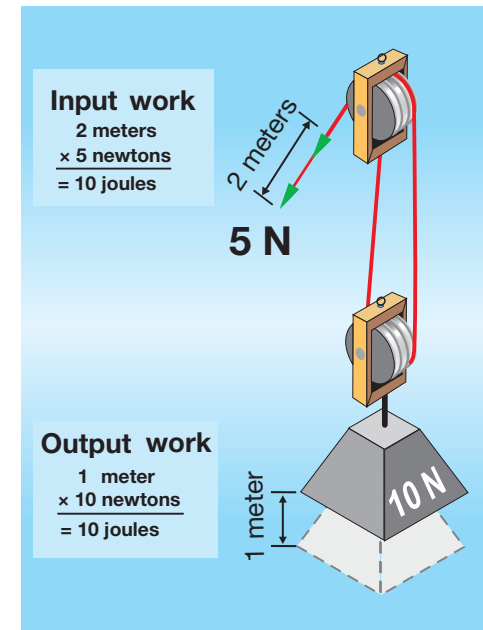 Input work
2 meters
× 5 newtons
= 10 joules
2 meters
5 N
Output work
1 meter
× 10 newtons
= 10 joules
1 meter
10 N